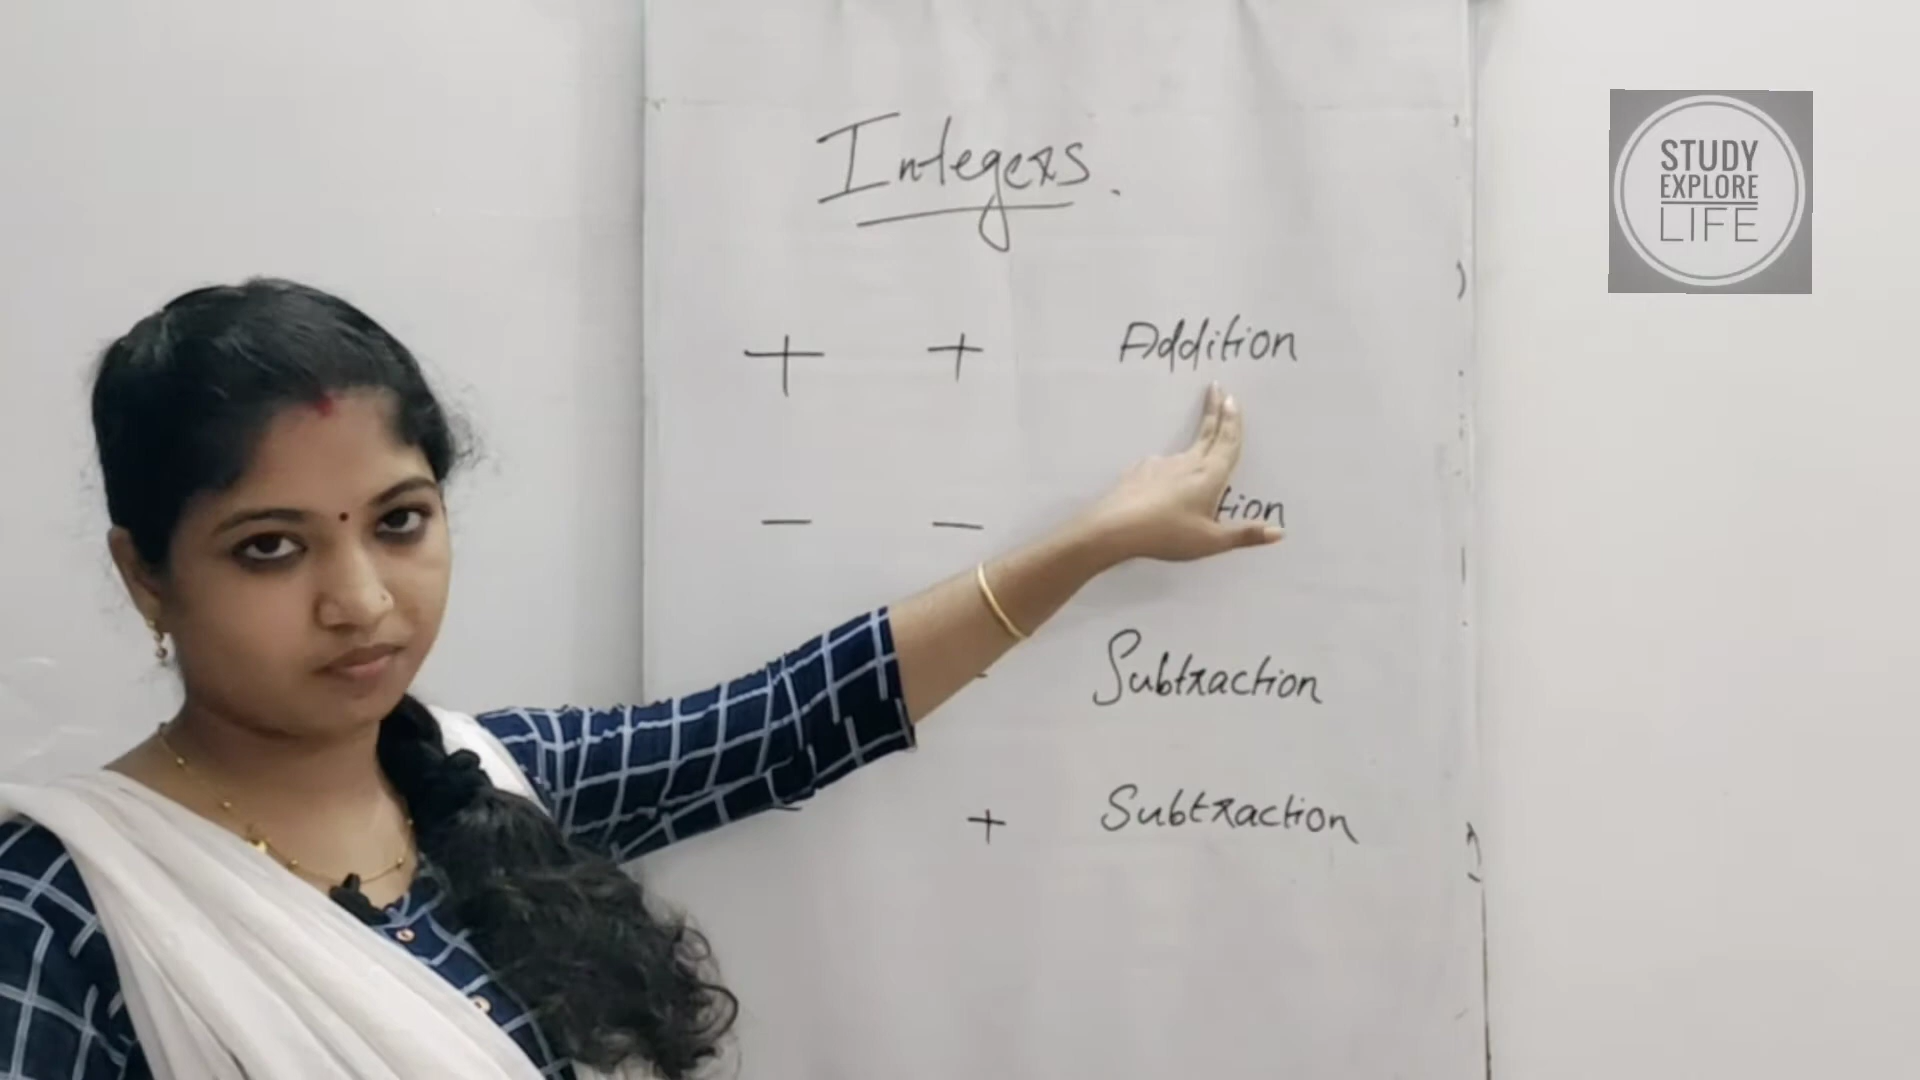 Integers.
+ + Addition
– – tion
- Subtraction
+ Subtraction
STUDY
EXPLORE
LIFE